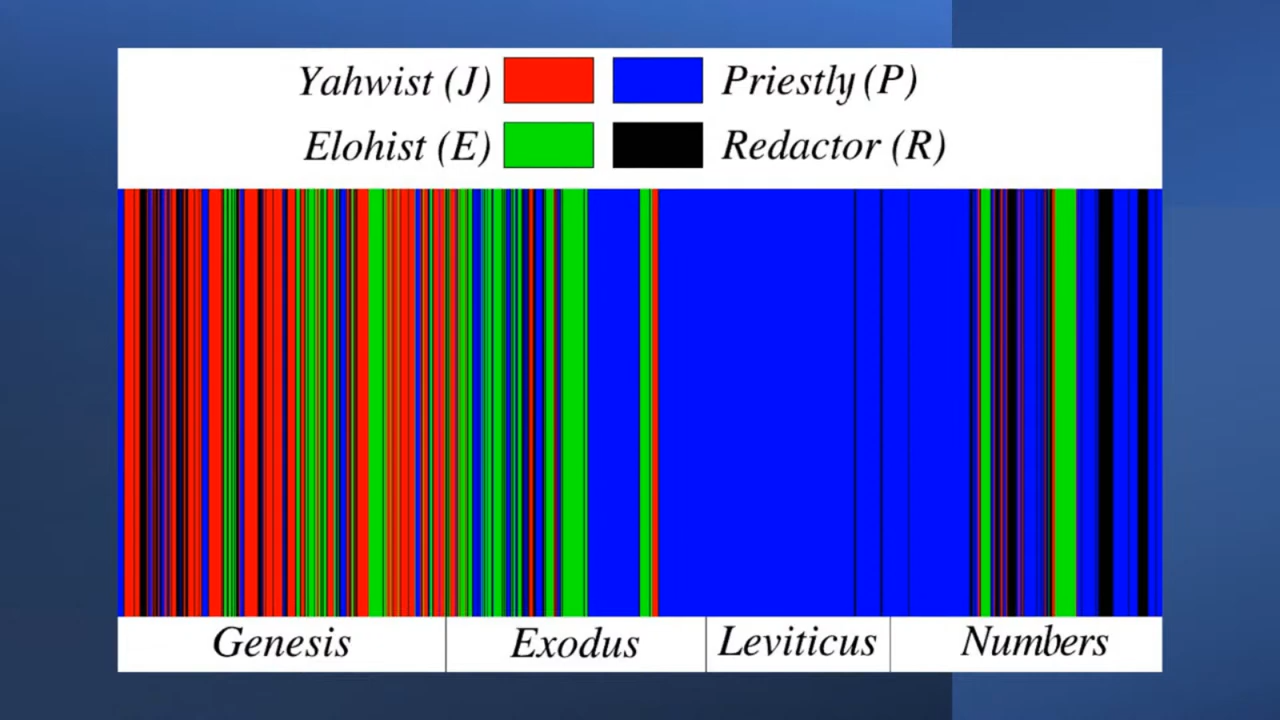 Yahwist (J) Priestly (P)
Elohist (E) Redactor (R)
Genesis Exodus Leviticus Numbers